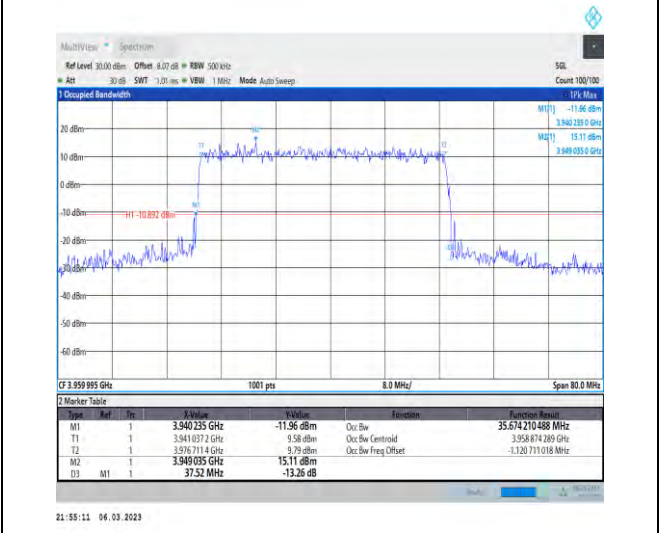 MultiView Spectrum
Ref Level 30.00 dBm Offset 8.07 dB RBW 500 kHz SGL
Att 30 dB SWT 1.01 ms VBW 1 MHz Mode Auto Sweep Count 100/100
1 Occupied Bandwidth 1Pk Max
M1[1] -11.96 dBm
3.940 235 0 GHz
M2[1] 15.11 dBm
3.949 035 0 GHz
20 dBm
M2
T1 T2
10 dBm
0 dBm
M1
-10 dBm
H1 -10.892 dBm
-20 dBm
D3
-30 dBm
-40 dBm
-50 dBm
-60 dBm
CF 3.959 995 GHz 1001 pts 8.0 MHz/ Span 80.0 MHz
2 Marker Table
Type Ref Trc X-Value Y-Value Function Function Result
M1 1 3.940 235 GHz -11.96 dBm Occ Bw 35.674 210 488 MHz
T1 1 3.941 037 2 GHz 9.58 dBm Occ Bw Centroid 3.958 874 289 GHz
T2 1 3.976 711 4 GHz 9.79 dBm Occ Bw Freq Offset -1.120 711 018 MHz
M2 1 3.949 035 GHz 15.11 dBm
D3 M1 1 37.52 MHz -13.26 dB
21:55:11 06.03.2023